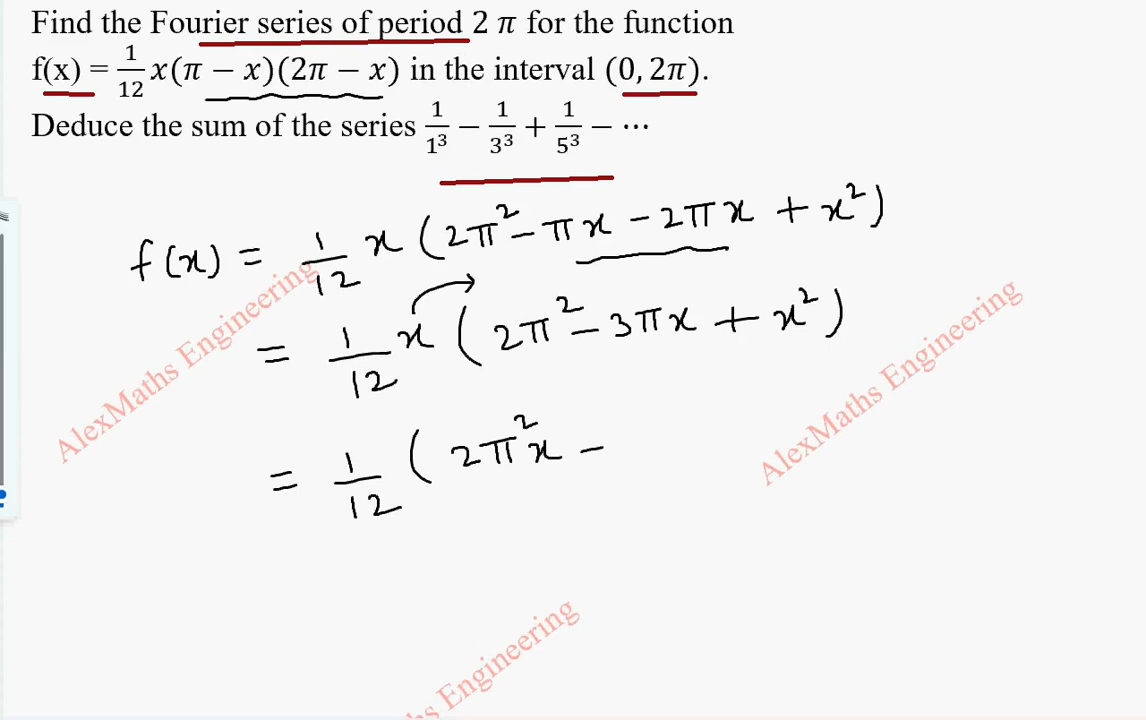 Find the Fourier series of period 2 π for the function
f(x) = 1/12 x(π − x)(2π − x) in the interval (0, 2π).
Deduce the sum of the series 1/1³ − 1/3³ + 1/5³ − ⋯
f(x) = 1/12 x (2π² − πx − 2πx + x²)
= 1/12 x (2π² − 3πx + x²)
= 1/12 (2π²x −
AlexMaths Engineering
AlexMaths Engineering
AlexMaths Engineering